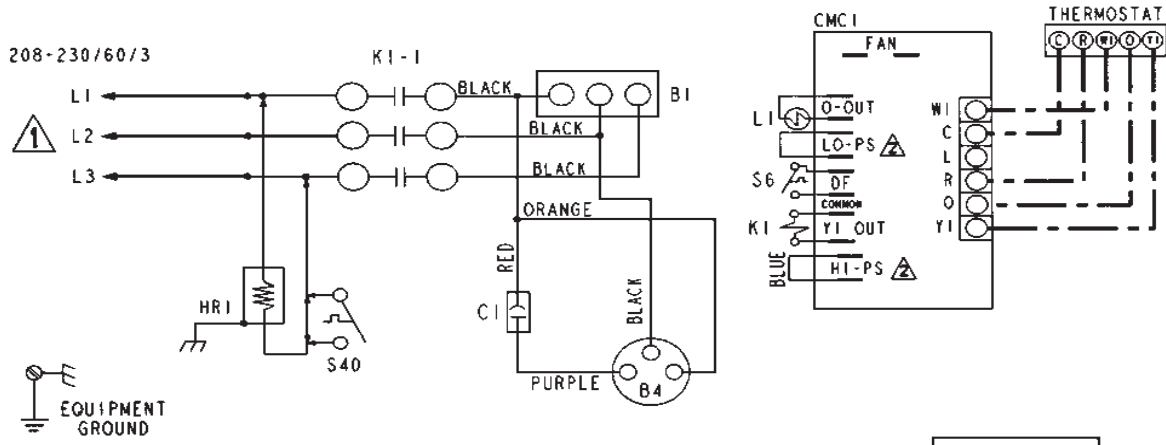 208-230/60/3
K1-1
CMC1
THERMOSTAT
FAN
C R W1 O Y1
L1
BLACK
B1
O-OUT
L1
W1
1
L2
BLACK
LO-PS 2
C
L
L3
BLACK
S6
DF
R
COMMON
O
ORANGE
K1
Y1 OUT
Y1
RED
BLUE
HI-PS 2
HR1
C1
BLACK
S40
PURPLE
B4
EQUIPMENT
GROUND